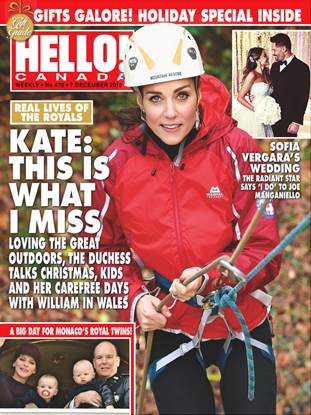 Gift
Guide
GIFTS GALORE! HOLIDAY SPECIAL INSIDE
HELLO!
CANADA
WEEKLY • No 478 • 7 DECEMBER 2015
MOUNTAIN RESCUE
REAL LIVES OF
THE ROYALS
KATE:
THIS IS
WHAT
I MISS
LOVING THE GREAT
OUTDOORS, THE DUCHESS
TALKS CHRISTMAS, KIDS
AND HER CAREFREE DAYS
WITH WILLIAM IN WALES
SOFIA
VERGARA'S
WEDDING
THE RADIANT STAR
SAYS 'I DO' TO JOE
MANGANIELLO
A BIG DAY FOR MONACO'S ROYAL TWINS!